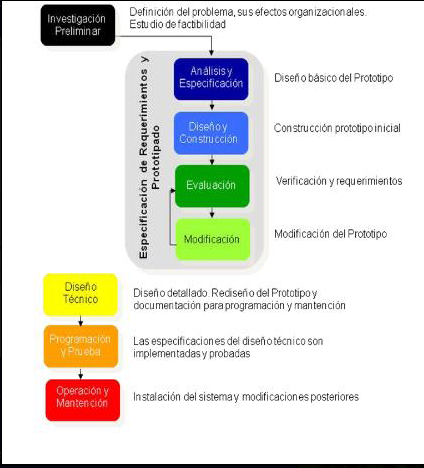 Investigación
Preliminar
Definición del problema, sus efectos organizacionales.
Estudio de factibilidad
Especificación de Requerimientos y
Prototipado
Análisis y
Especificación
Diseño básico del Prototipo
Diseño y
Construcción
Construcción prototipo inicial
Evaluación
Verificación y requerimientos
Modificación
Modificación del Prototipo
Diseño
Técnico
Diseño detallado: Rediseño del Prototipo y
documentación para programación y mantención
Programación
y Prueba
Las especificaciones del diseño técnico son
implementadas y probadas
Operación y
Mantención
Instalación del sistema y modificaciones posteriores